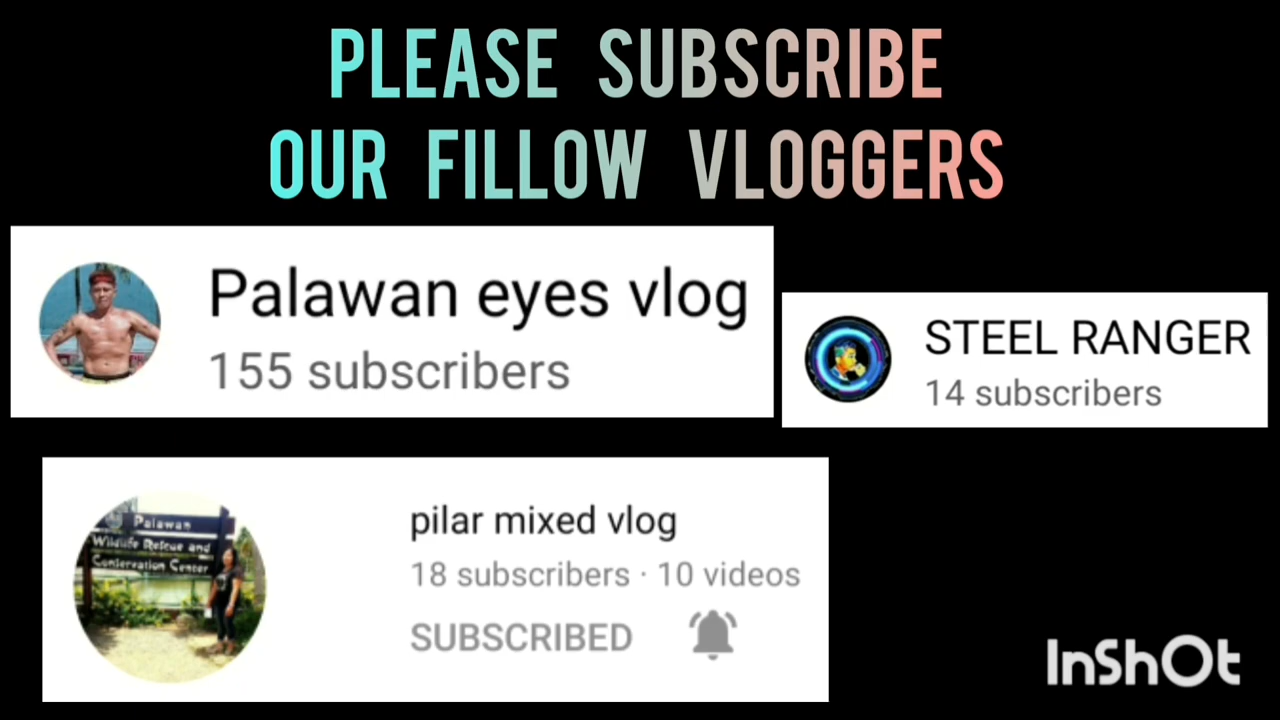 PLEASE SUBSCRIBE
OUR FILLOW VLOGGERS
Palawan eyes vlog
155 subscribers
STEEL RANGER
14 subscribers
Palawan
Wildlife Rescue and
Conservation Center
pilar mixed vlog
18 subscribers · 10 videos
SUBSCRIBED
InShOt